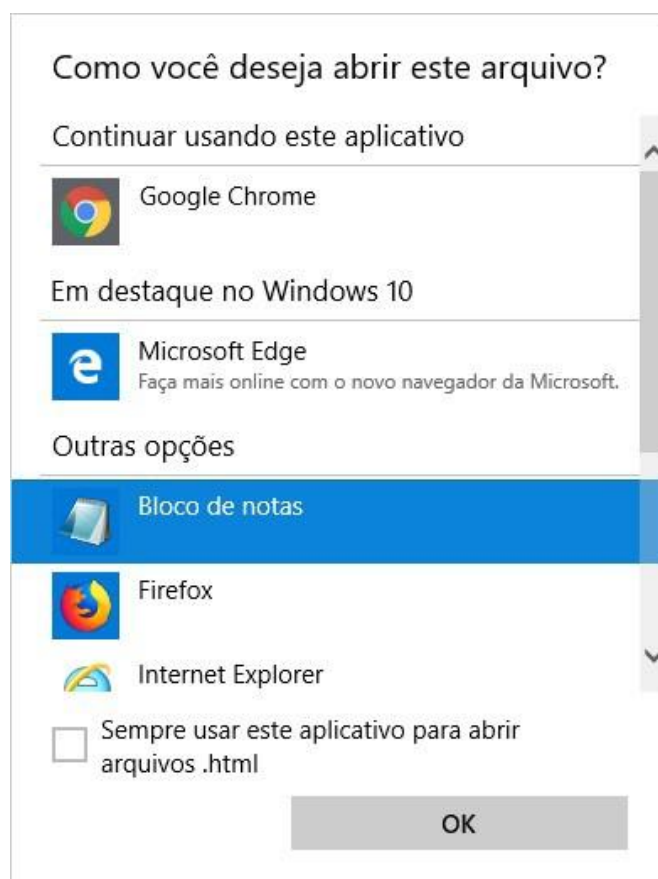 Como você deseja abrir este arquivo?
Continuar usando este aplicativo
Google Chrome
Em destaque no Windows 10
Microsoft Edge
Faça mais online com o novo navegador da Microsoft.
Outras opções
Bloco de notas
Firefox
Internet Explorer
Sempre usar este aplicativo para abrir
arquivos .html
OK